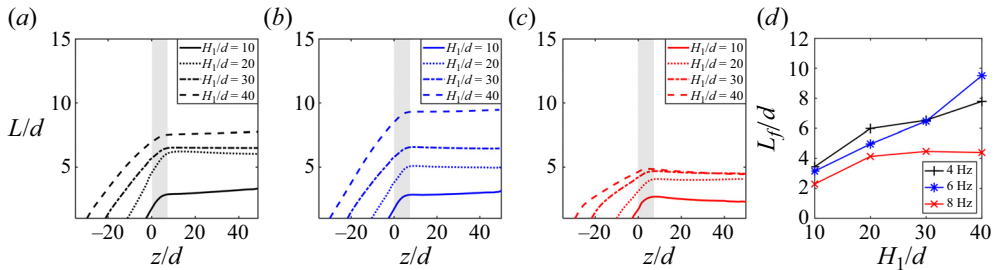 (a) (b) (c)
15 15 15 12
H₁/d = 10 H₁/d = 10 H₁/d = 10 (d)
H₁/d = 20 H₁/d = 20 H₁/d = 20
H₁/d = 30 H₁/d = 30 H₁/d = 30 10
H₁/d = 40 H₁/d = 40 H₁/d = 40
10 10 10 8
L/d L_f/d 6
5 5 5 4
4 Hz
2 6 Hz
8 Hz
0
−20 0 20 40 −20 0 20 40 −20 0 20 40 10 20 30 40
z/d z/d z/d H₁/d